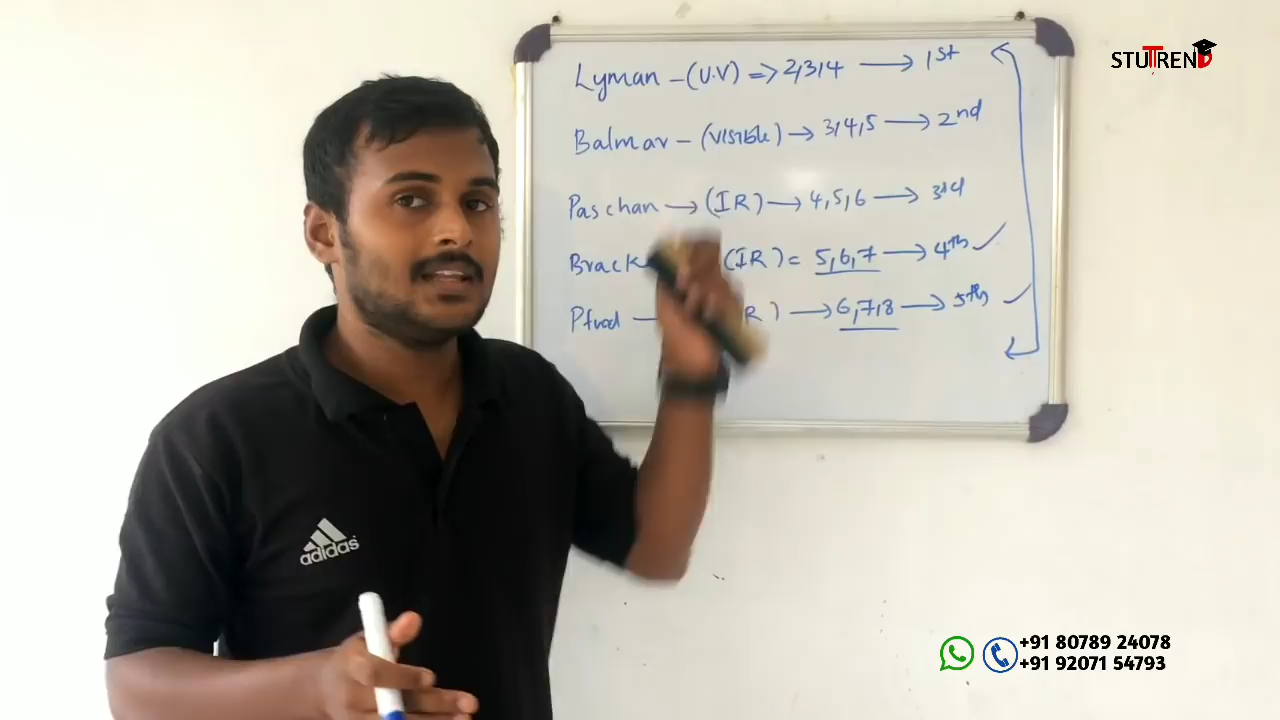 Lyman - (U.V) => 2,3,4 → 1st
Balmar - (VISIBLE) → 3,4,5 → 2nd
Paschan → (IR) → 4,5,6 → 3rd
Brack (IR) = 5,6,7 → 4th ✓
Pfund — R) → 6,7,8 → 5th ✓
STUTREND
adidas
+91 80789 24078
+91 92071 54793